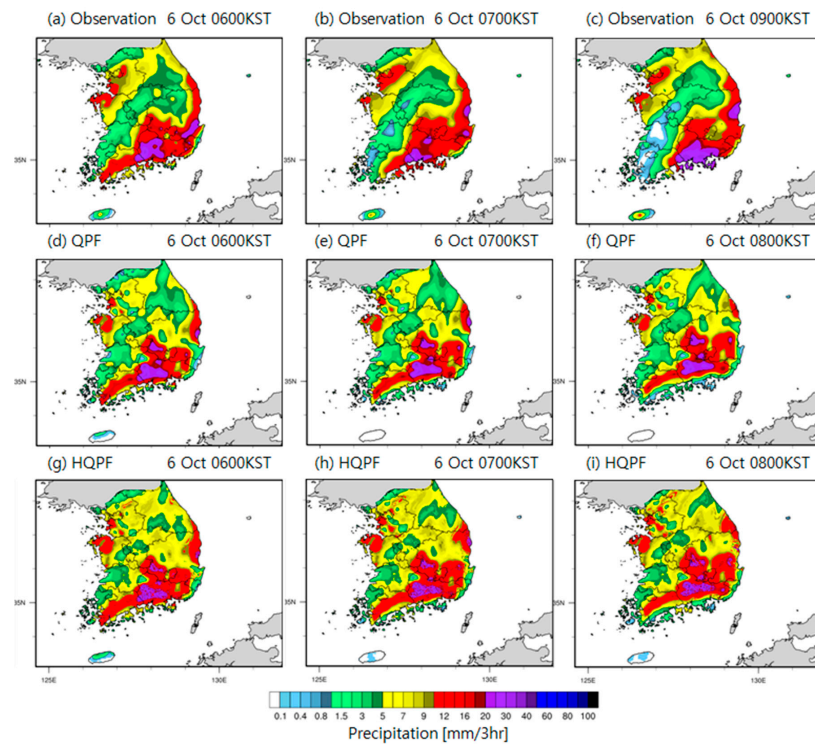 (a) Observation 6 Oct 0600KST
(b) Observation 6 Oct 0700KST
(c) Observation 6 Oct 0900KST
35N
35N
35N
(d) QPF 6 Oct 0600KST
(e) QPF 6 Oct 0700KST
(f) QPF 6 Oct 0800KST
35N
35N
35N
(g) HQPF 6 Oct 0600KST
(h) HQPF 6 Oct 0700KST
(i) HQPF 6 Oct 0800KST
35N
35N
35N
125E 130E 125E 130E 125E 130E
0.1 0.4 0.8 1.5 3 5 7 9 12 16 20 30 40 60 80 100
Precipitation [mm/3hr]